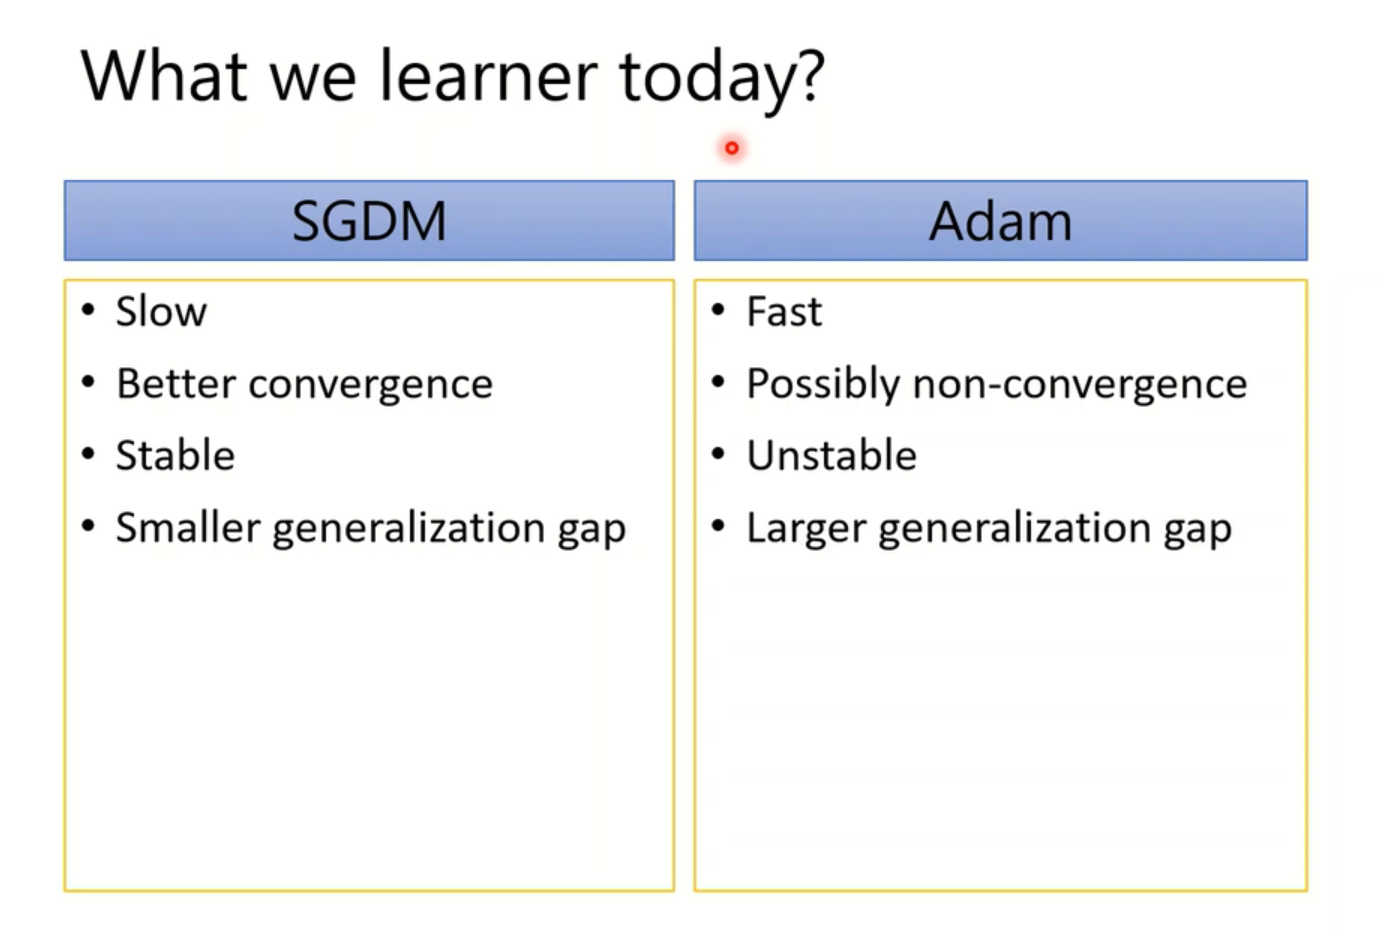 What we learner today?
SGDM
• Slow
• Better convergence
• Stable
• Smaller generalization gap
Adam
• Fast
• Possibly non-convergence
• Unstable
• Larger generalization gap